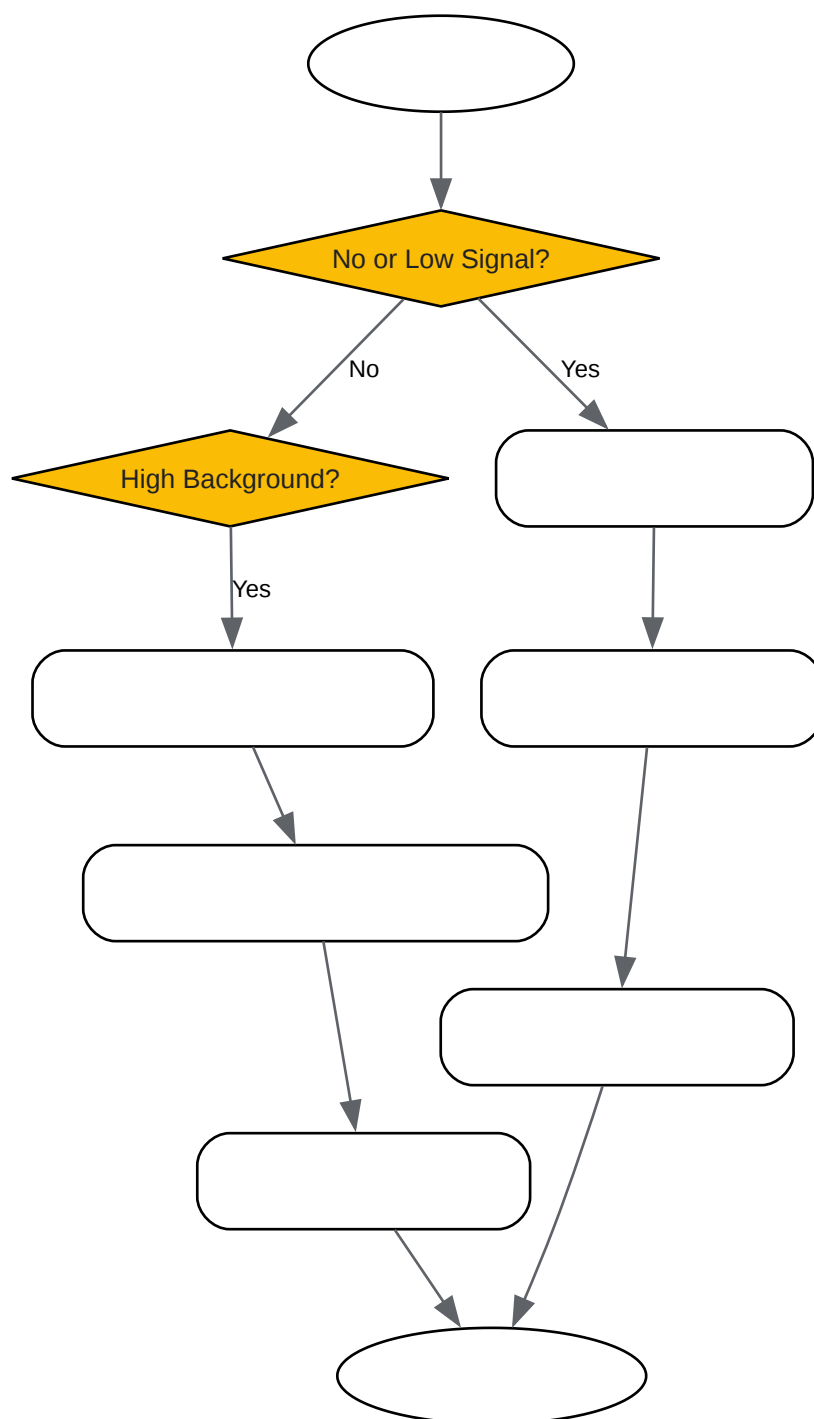 No or Low Signal?
No
Yes
High Background?
Yes